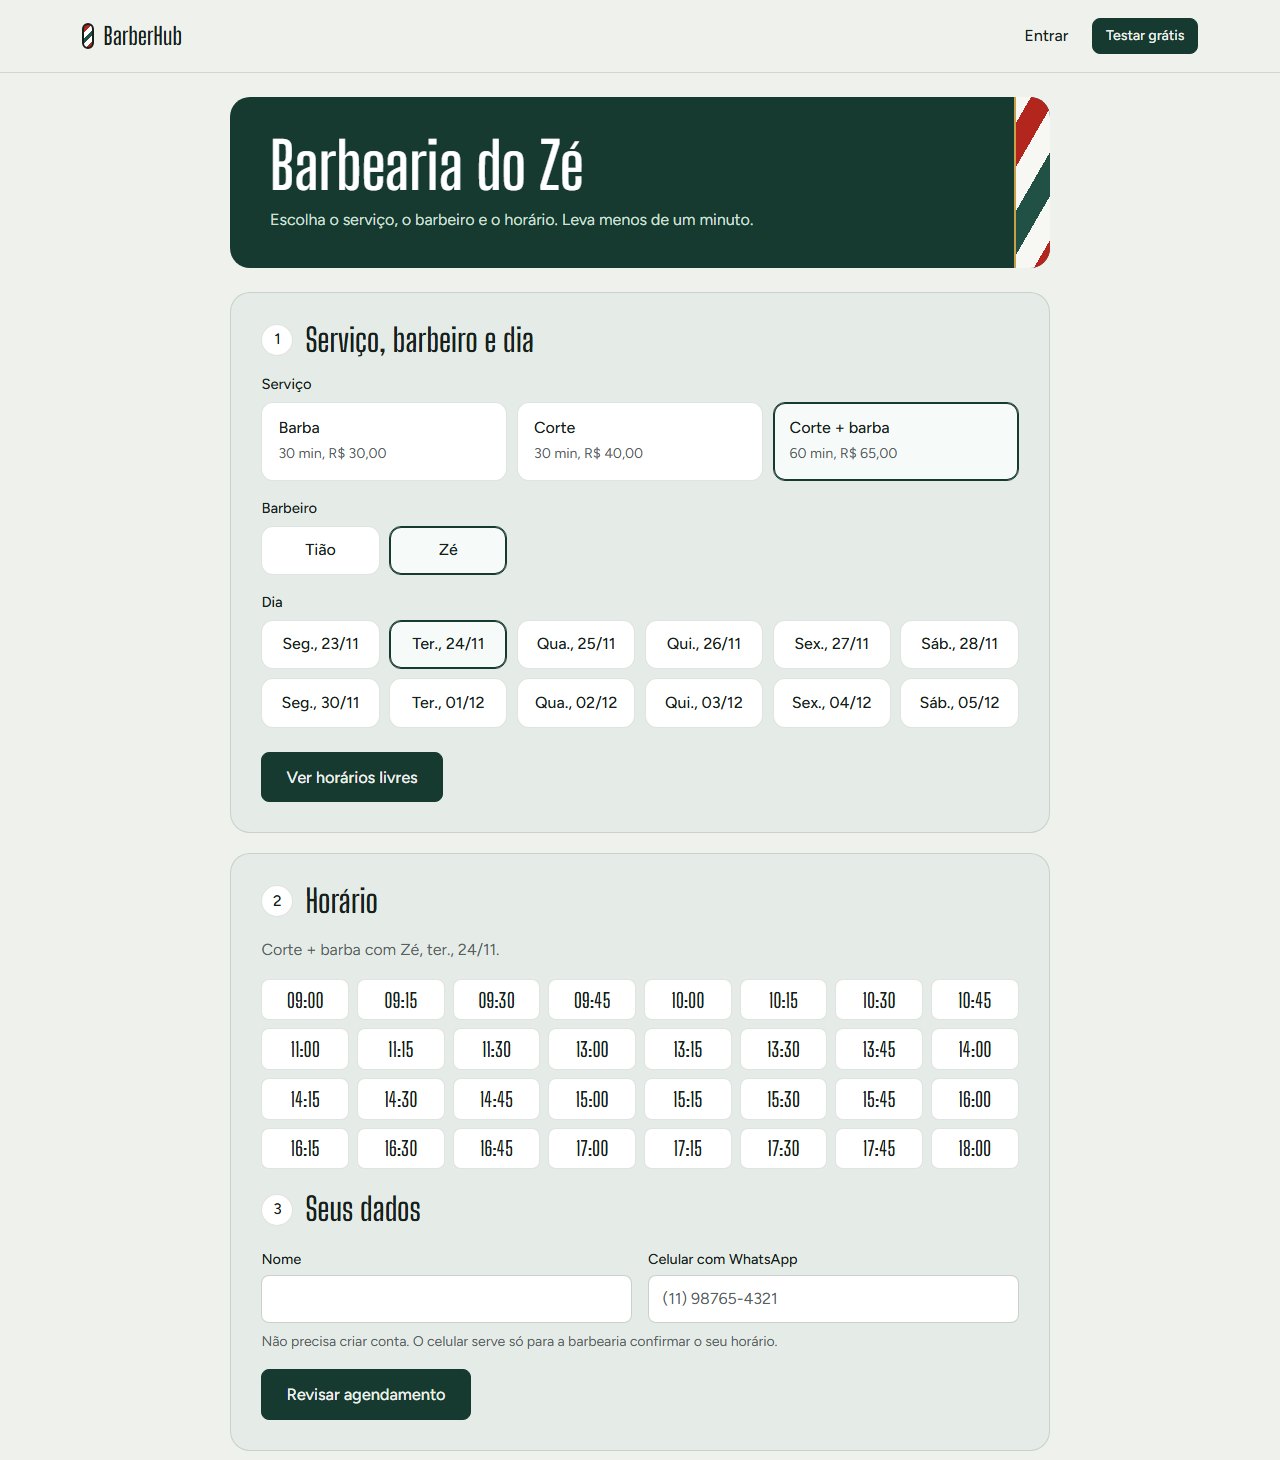 BarberHub
Entrar
Testar grátis
Barbearia do Zé
Escolha o serviço, o barbeiro e o horário. Leva menos de um minuto.
1 Serviço, barbeiro e dia
Serviço
Barba
30 min, R$ 30,00
Corte
30 min, R$ 40,00
Corte + barba
60 min, R$ 65,00
Barbeiro
Tião
Zé
Dia
Seg., 23/11 Ter., 24/11 Qua., 25/11 Qui., 26/11 Sex., 27/11 Sáb., 28/11
Seg., 30/11 Ter., 01/12 Qua., 02/12 Qui., 03/12 Sex., 04/12 Sáb., 05/12
Ver horários livres
2 Horário
Corte + barba com Zé, ter., 24/11.
09:00 09:15 09:30 09:45 10:00 10:15 10:30 10:45
11:00 11:15 11:30 13:00 13:15 13:30 13:45 14:00
14:15 14:30 14:45 15:00 15:15 15:30 15:45 16:00
16:15 16:30 16:45 17:00 17:15 17:30 17:45 18:00
3 Seus dados
Nome
Celular com WhatsApp
(11) 98765-4321
Não precisa criar conta. O celular serve só para a barbearia confirmar o seu horário.
Revisar agendamento